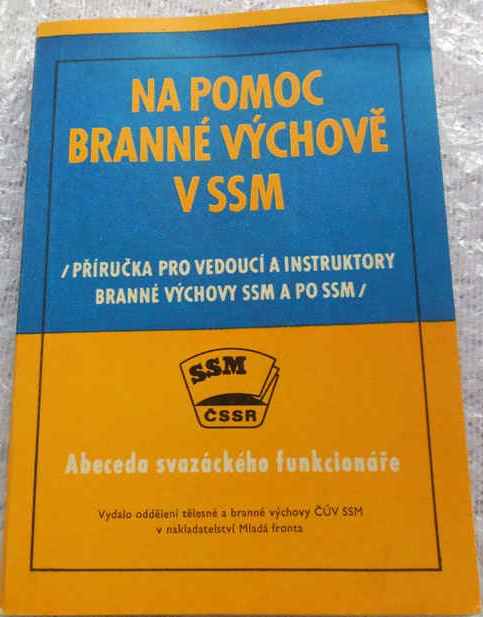 NA POMOC
BRANNÉ VÝCHOVĚ
V SSM
/PŘÍRUČKA PRO VEDOUCÍ A INSTRUKTORY
BRANNÉ VÝCHOVY SSM A PO SSM/
SSM
ČSSR
Abeceda svazáckého funkcionáře
Vydalo oddělení tělesné a branné výchovy ČÚV SSM
v nakladatelství Mladá fronta